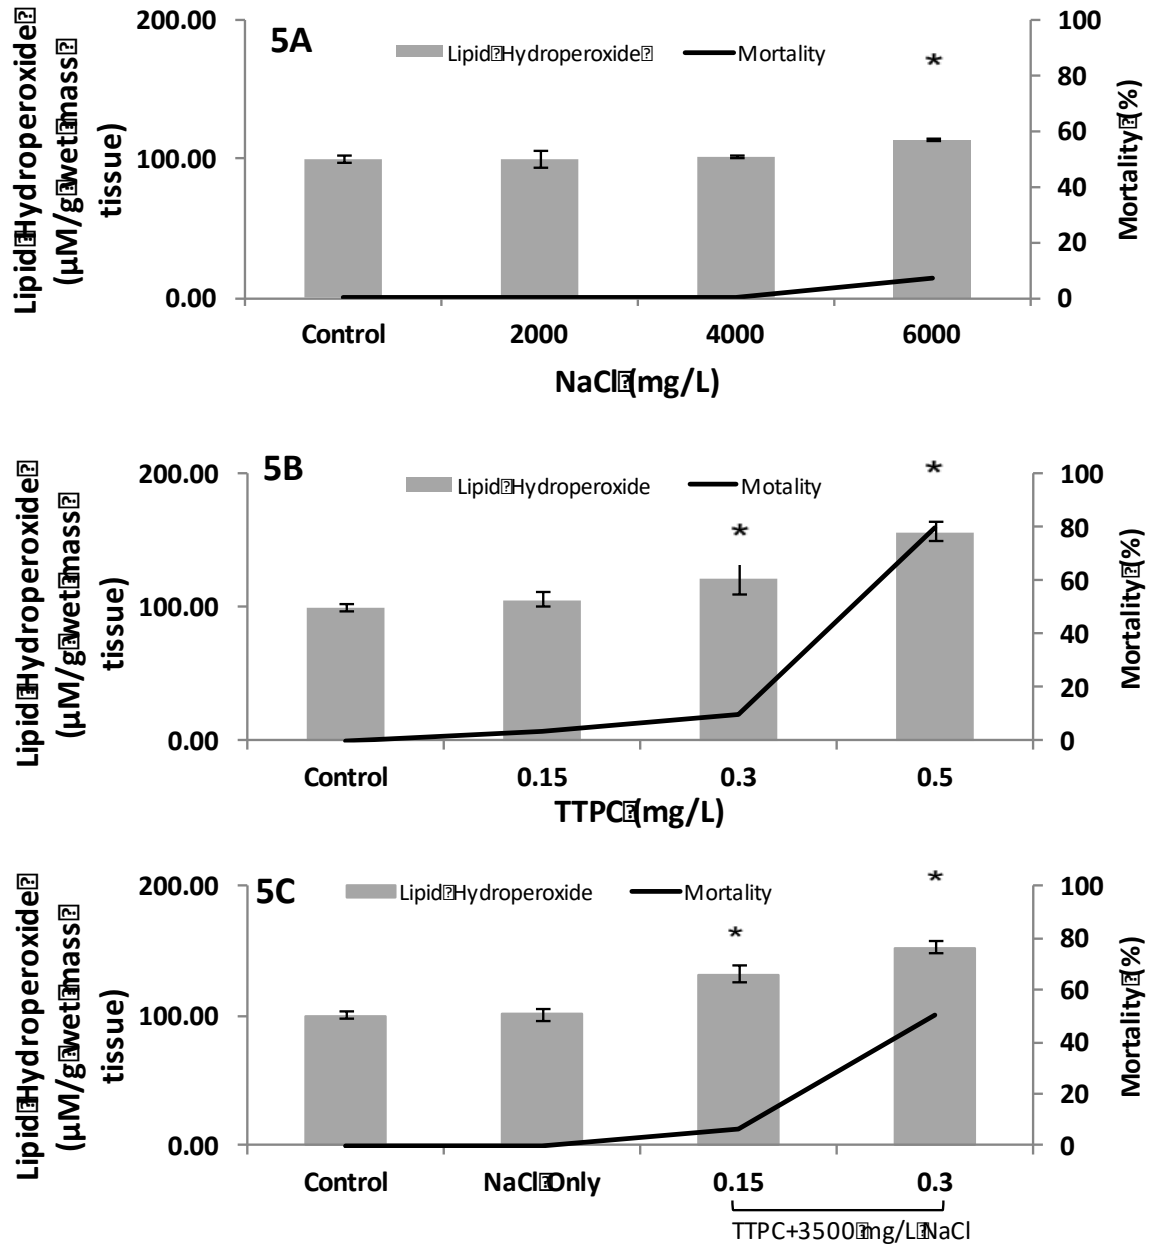 5A
Lipid⍰Hydroperoxide⍰
Mortality
*
Lipid⍰Hydroperoxide⍰
(µM/g⍰wet⍰mass⍰
tissue)
200.00
100.00
0.00
100
80
60
40
20
0
Mortality⍰(%)
Control 2000 4000 6000
NaCl⍰(mg/L)
5B
Lipid⍰Hydroperoxide
Motality
*
*
Lipid⍰Hydroperoxide⍰
(µM/g⍰wet⍰mass⍰
tissue)
200.00
100.00
0.00
100
80
60
40
20
0
Mortality⍰(%)
Control 0.15 0.3 0.5
TTPC⍰(mg/L)
5C
Lipid⍰Hydroperoxide
Mortality
*
*
Lipid⍰Hydroperoxide⍰
(µM/g⍰wet⍰mass⍰
tissue)
200.00
100.00
0.00
100
80
60
40
20
0
Mortality⍰(%)
Control NaCl⍰Only 0.15 0.3
TTPC+3500⍰mg/L⍰NaCl